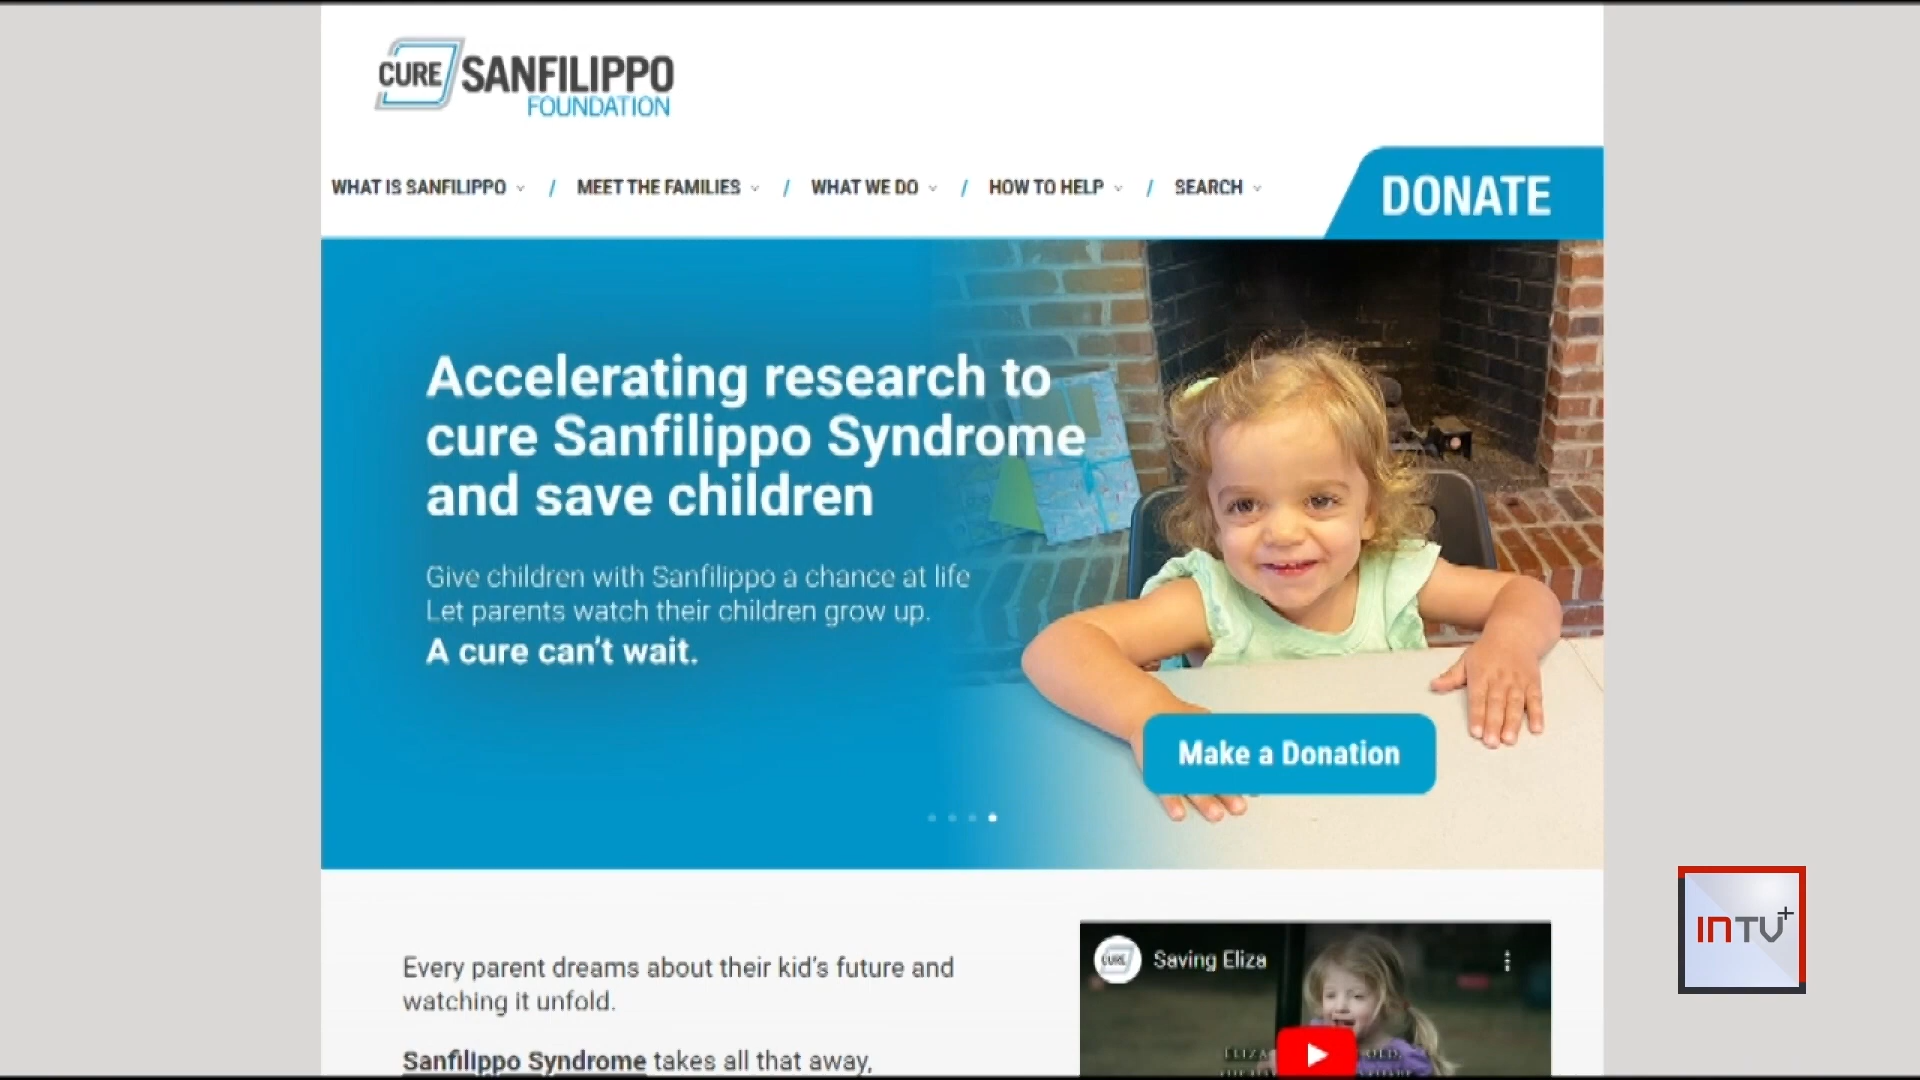 CURE SANFILIPPO
FOUNDATION
WHAT IS SANFILIPPO / MEET THE FAMILIES / WHAT WE DO / HOW TO HELP / SEARCH
DONATE
Accelerating research to
cure Sanfilippo Syndrome
and save children
Give children with Sanfilippo a chance at life
Let parents watch their children grow up.
A cure can't wait.
Make a Donation
Every parent dreams about their kid's future and
watching it unfold.
Sanfilippo Syndrome takes all that away,
CURE Saving Eliza
ELIZA
OLD,
INTV+